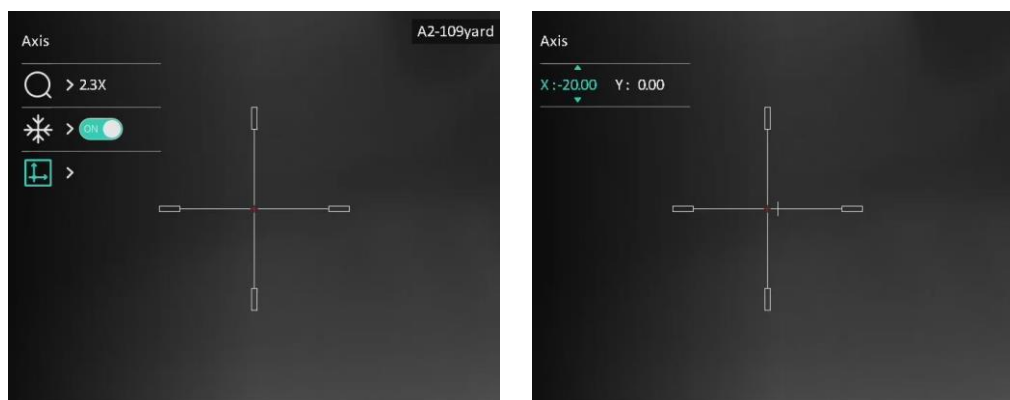 Axis
A2-109yard
> 2.3X
> ON
>
Axis
X :-20.00 Y : 0.00